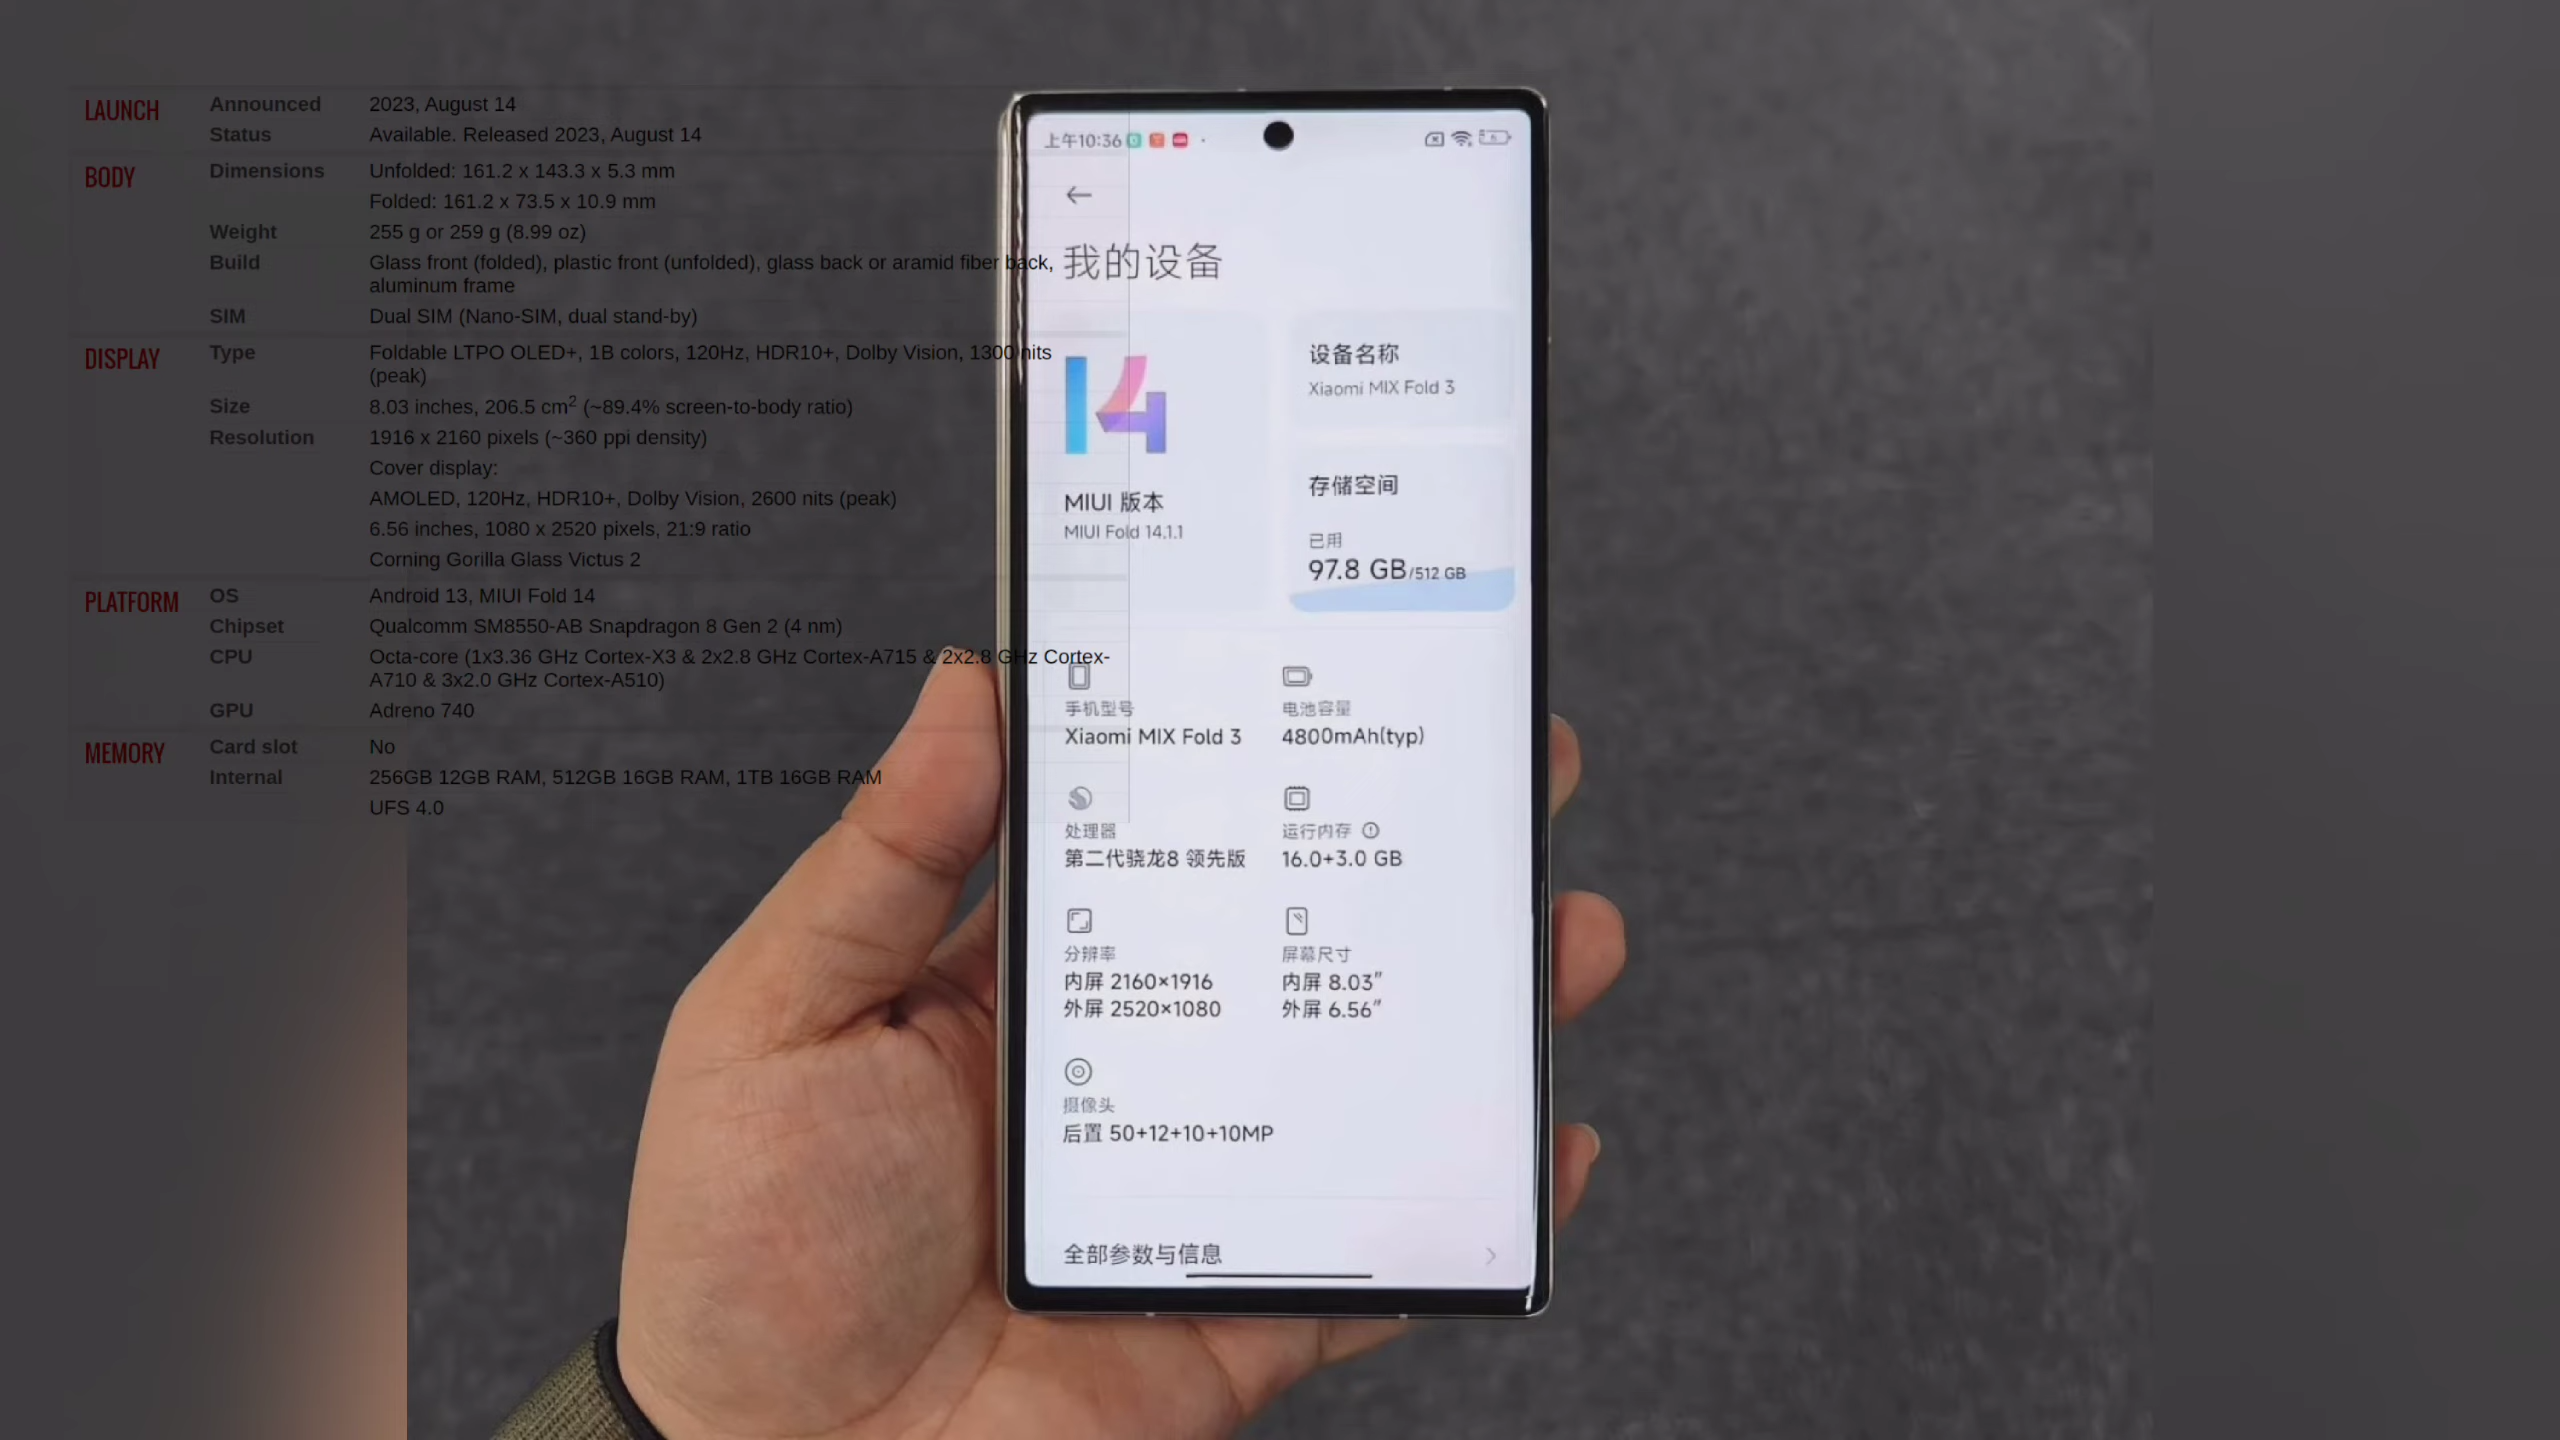 LAUNCH Announced 2023, August 14
Status Available. Released 2023, August 14
BODY Dimensions Unfolded: 161.2 x 143.3 x 5.3 mm
Folded: 161.2 x 73.5 x 10.9 mm
Weight 255 g or 259 g (8.99 oz)
Build Glass front (folded), plastic front (unfolded), glass back or aramid fiber back,
aluminum frame
SIM Dual SIM (Nano-SIM, dual stand-by)
DISPLAY Type Foldable LTPO OLED+, 1B colors, 120Hz, HDR10+, Dolby Vision, 1300 nits
(peak)
Size 8.03 inches, 206.5 cm2 (~89.4% screen-to-body ratio)
Resolution 1916 x 2160 pixels (~360 ppi density)
Cover display:
AMOLED, 120Hz, HDR10+, Dolby Vision, 2600 nits (peak)
6.56 inches, 1080 x 2520 pixels, 21:9 ratio
Corning Gorilla Glass Victus 2
PLATFORM OS Android 13, MIUI Fold 14
Chipset Qualcomm SM8550-AB Snapdragon 8 Gen 2 (4 nm)
CPU Octa-core (1x3.36 GHz Cortex-X3 & 2x2.8 GHz Cortex-A715 & 2x2.8 GHz Cortex-
A710 & 3x2.0 GHz Cortex-A510)
GPU Adreno 740
MEMORY Card slot No
Internal 256GB 12GB RAM, 512GB 16GB RAM, 1TB 16GB RAM
UFS 4.0
上午10:36
我的设备
14
MIUI 版本
MIUI Fold 14.1.1
设备名称
Xiaomi MIX Fold 3
存储空间
已用
97.8 GB/512 GB
手机型号 电池容量
Xiaomi MIX Fold 3 4800mAh(typ)
处理器 运行内存
第二代骁龙8 领先版 16.0+3.0 GB
分辨率 屏幕尺寸
内屏 2160×1916 内屏 8.03″
外屏 2520×1080 外屏 6.56″
摄像头
后置 50+12+10+10MP
全部参数与信息